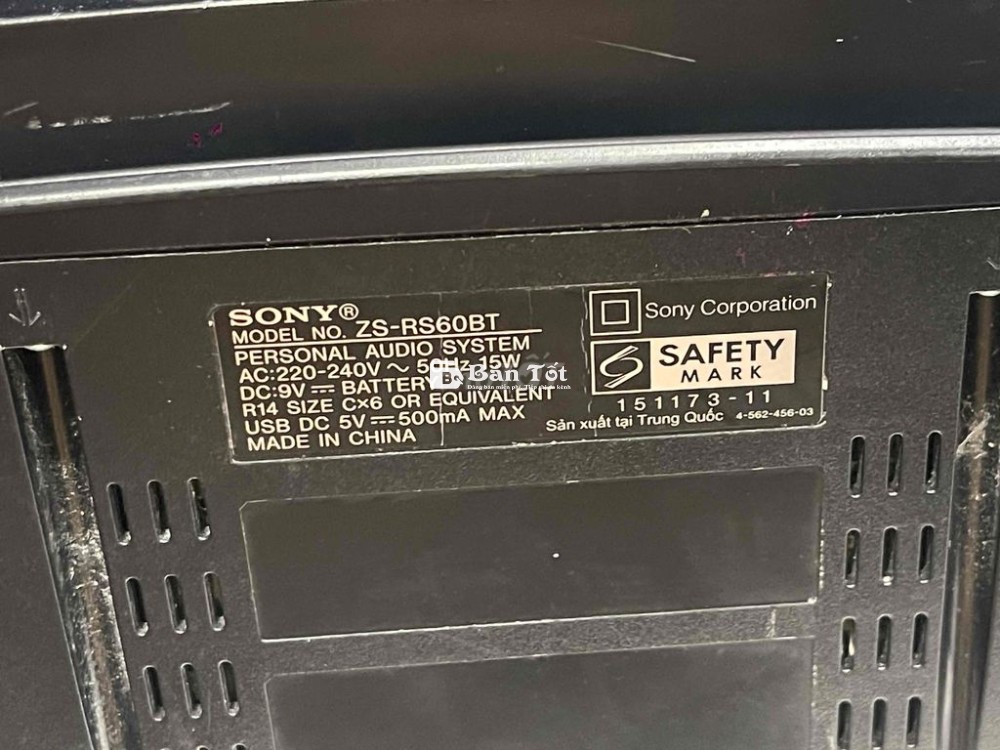 SONY®
MODEL NO. ZS-RS60BT
PERSONAL AUDIO SYSTEM
AC:220-240V ~ 50Hz 15W
DC:9V ⎓ BATTERY
R14 SIZE C×6 OR EQUIVALENT
USB DC 5V ⎓ 500mA MAX
MADE IN CHINA
Sony Corporation
SAFETY
MARK
151173-11
Sản xuất tại Trung Quốc 4-562-456-03
Bán Tốt